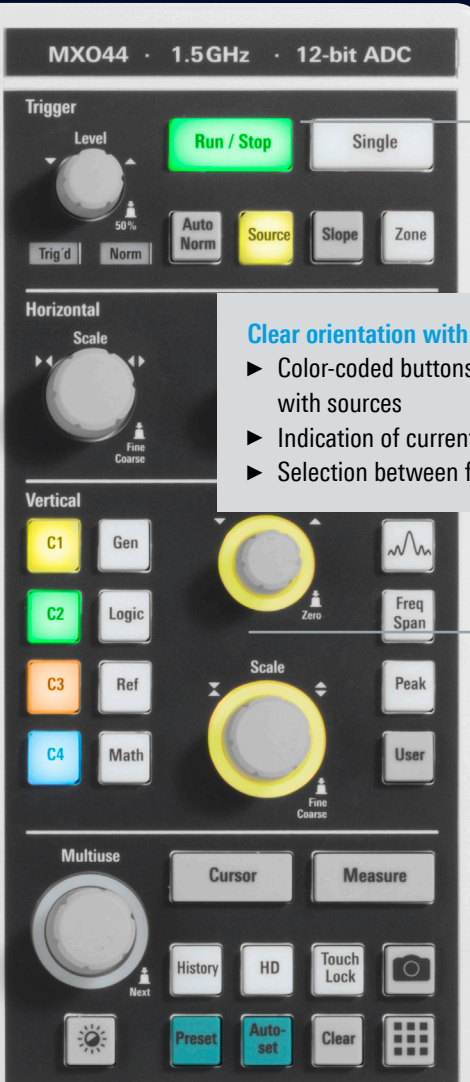 MXO44 · 1.5 GHz · 12-bit ADC
Trigger
Level
Run / Stop
Single
50%
Auto
Norm
Source
Slope
Zone
Trig´d
Norm
Horizontal
Scale
Fine
Coarse
Clear orientation with
► Color-coded buttons
with sources
► Indication of current
► Selection between f
Vertical
C1
Gen
Zero
C2
Logic
Freq
Span
C3
Ref
Scale
Peak
C4
Math
User
Fine
Coarse
Multiuse
Cursor
Measure
Next
History
HD
Touch
Lock
Preset
Auto-
set
Clear